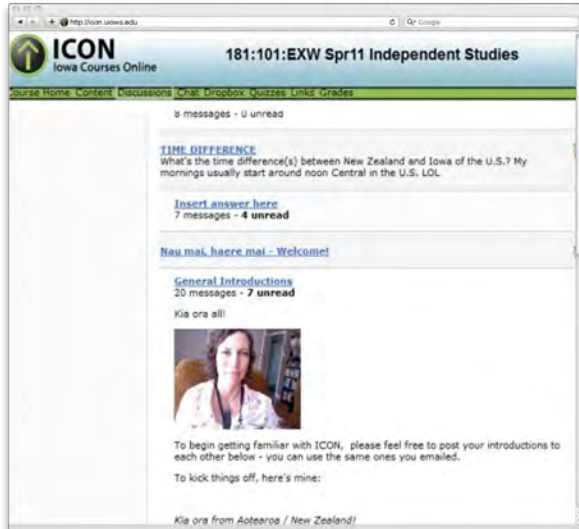 http://icon.uiowa.edu
Google
ICON
Iowa Courses Online
181:101:EXW Spr11 Independent Studies
Course Home Content Discussions Chat Dropbox Quizzes Links Grades
8 messages - 0 unread
TIME DIFFERENCE
What's the time difference(s) between New Zealand and Iowa of the U.S.? My
mornings usually start around noon Central in the U.S. LOL
Insert answer here
7 messages - 4 unread
Nau mai, haere mai - Welcome!
General Introductions
20 messages - 7 unread
Kia ora all!
To begin getting familiar with ICON, please feel free to post your introductions to
each other below - you can use the same ones you emailed.
To kick things off, here's mine:
Kia ora from Aotearoa / New Zealand!